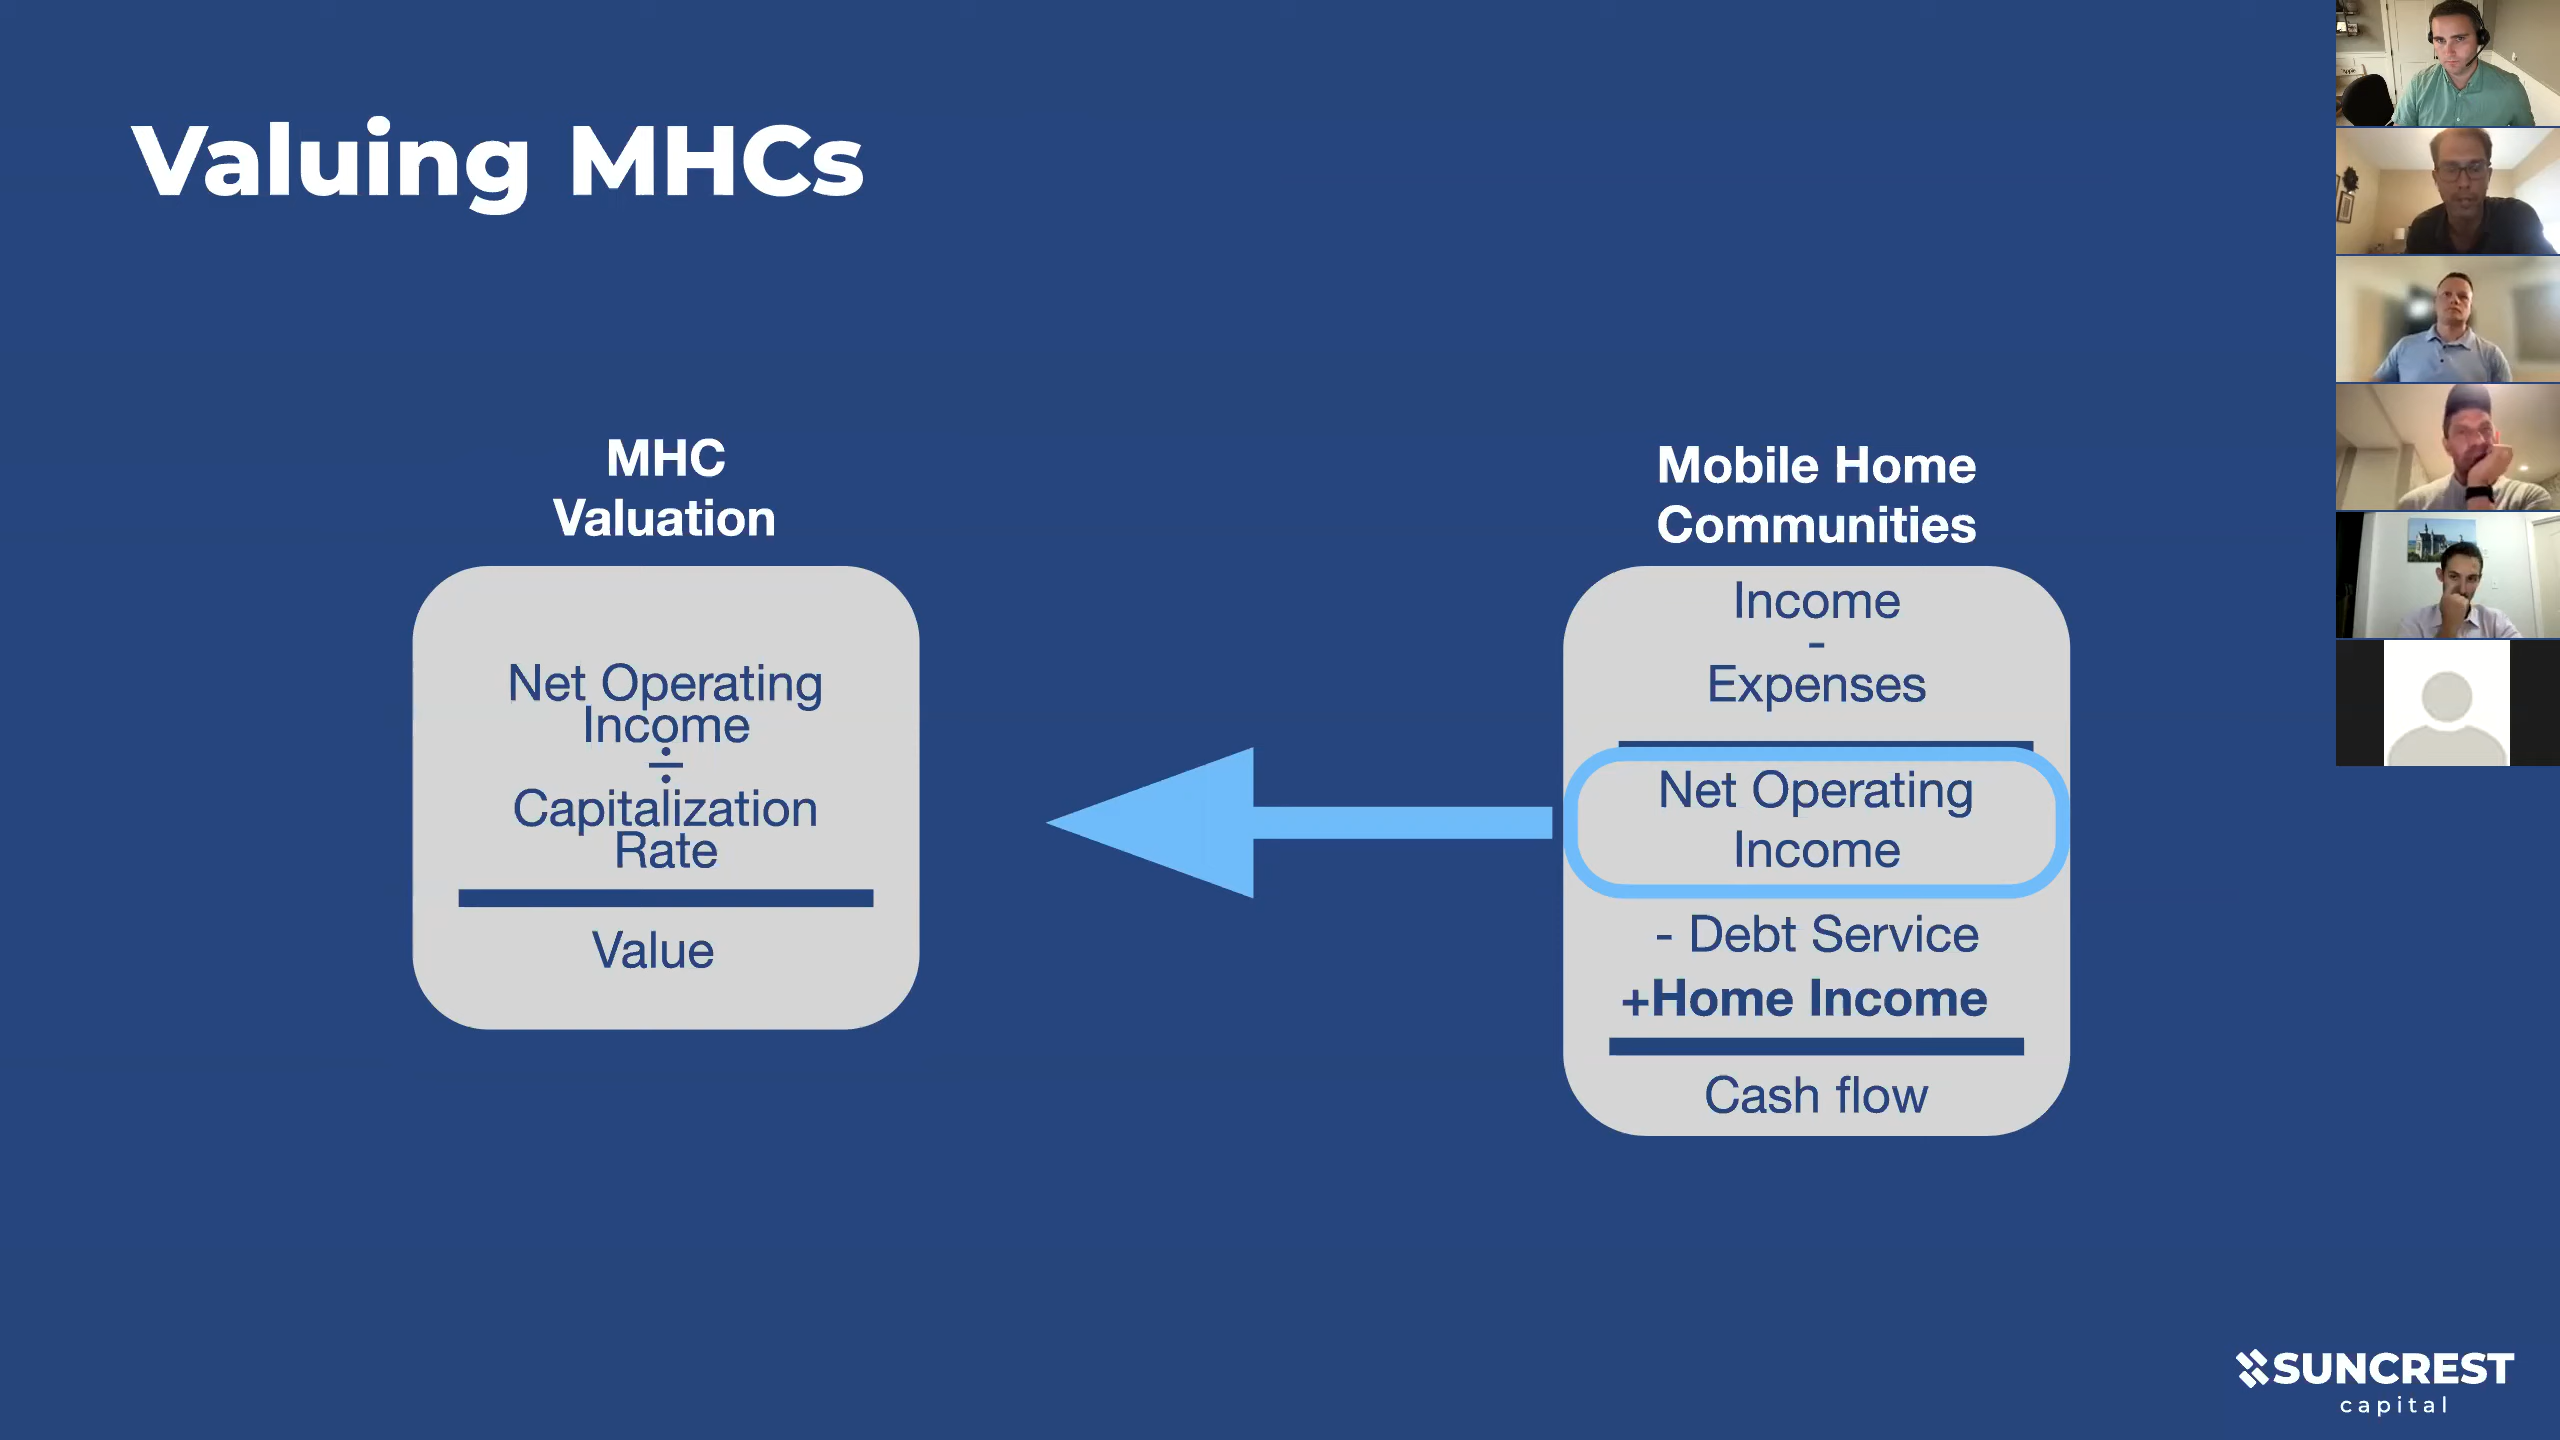 Valuing MHCs
MHC
Valuation
Net Operating
Income
÷
Capitalization
Rate
Value
Mobile Home
Communities
Income
-
Expenses
Net Operating
Income
- Debt Service
+Home Income
Cash flow
SUNCREST
capital